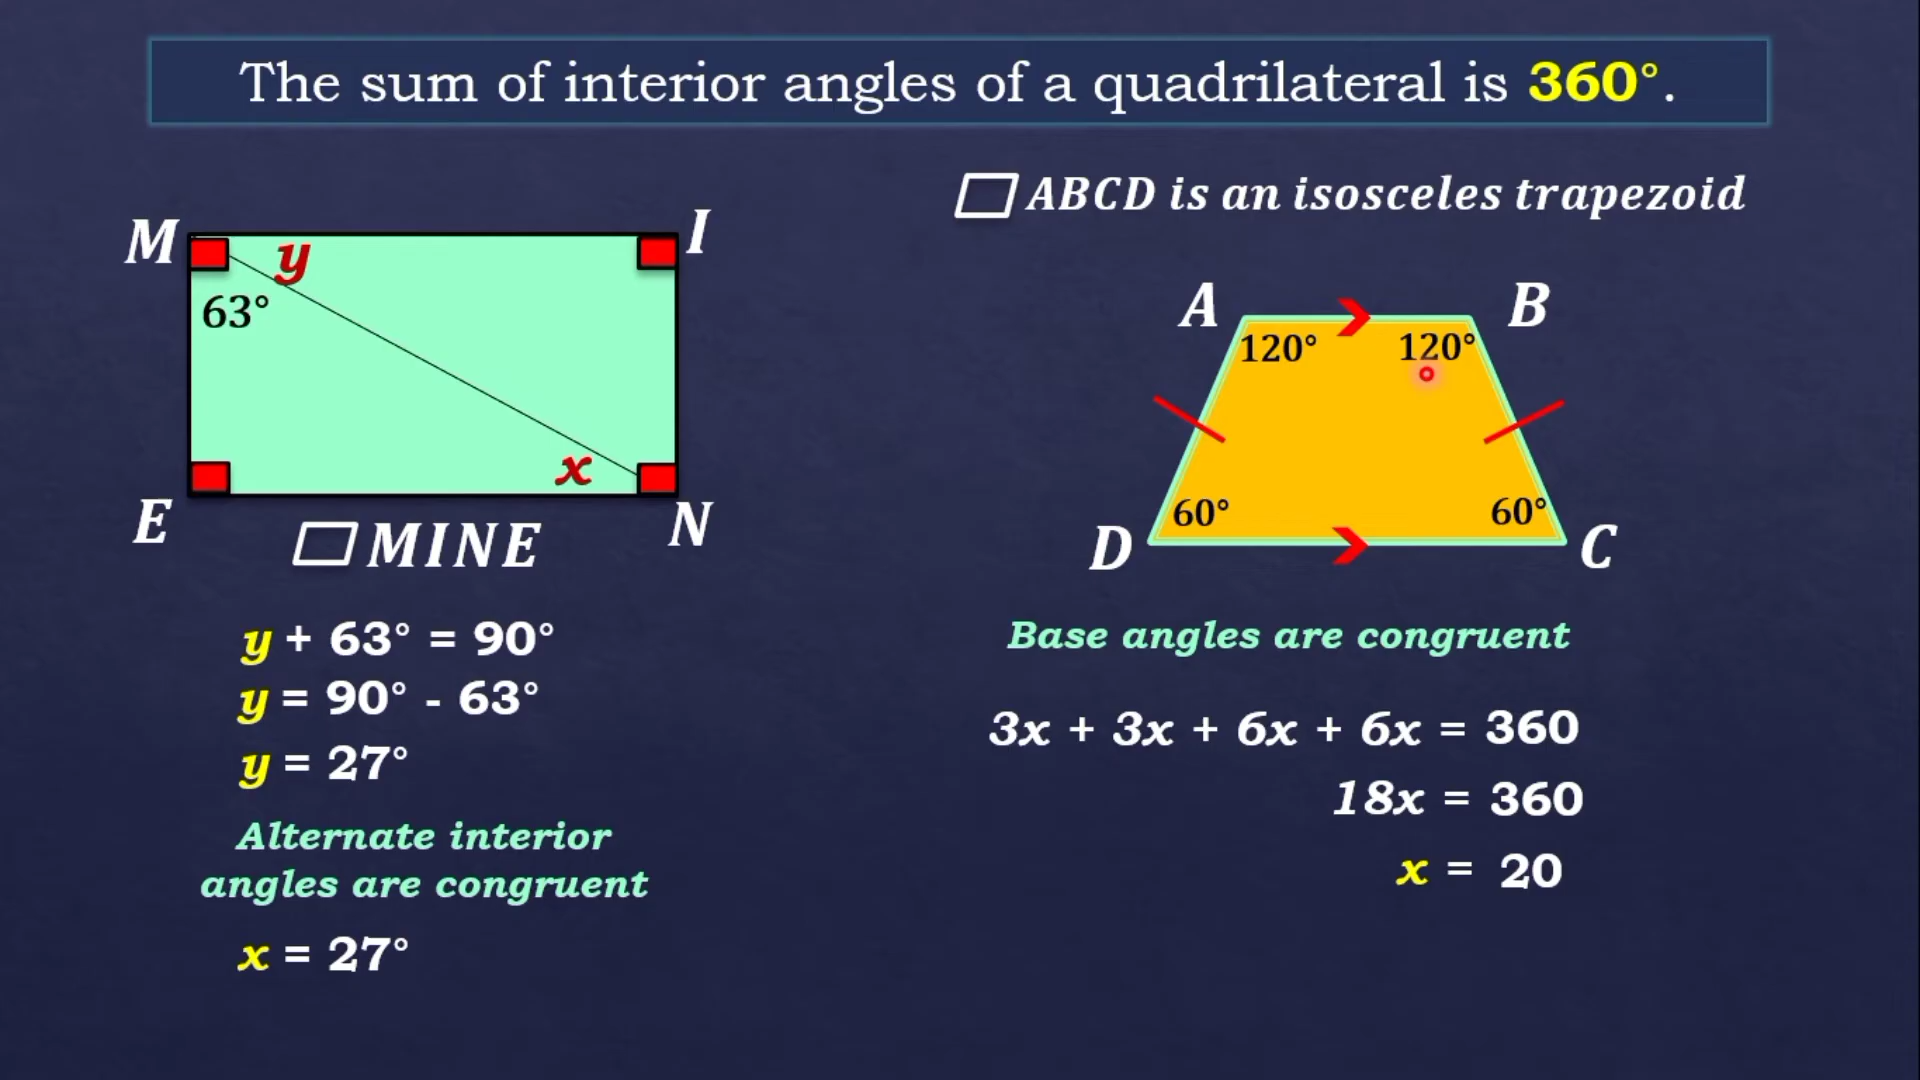 The sum of interior angles of a quadrilateral is 360°.
M
I
y
63°
x
E
N
MINE
y + 63° = 90°
y = 90° - 63°
y = 27°
Alternate interior
angles are congruent
x = 27°
ABCD is an isosceles trapezoid
A
B
120°
120°
60°
60°
D
C
Base angles are congruent
3x + 3x + 6x + 6x = 360
18x = 360
x = 20